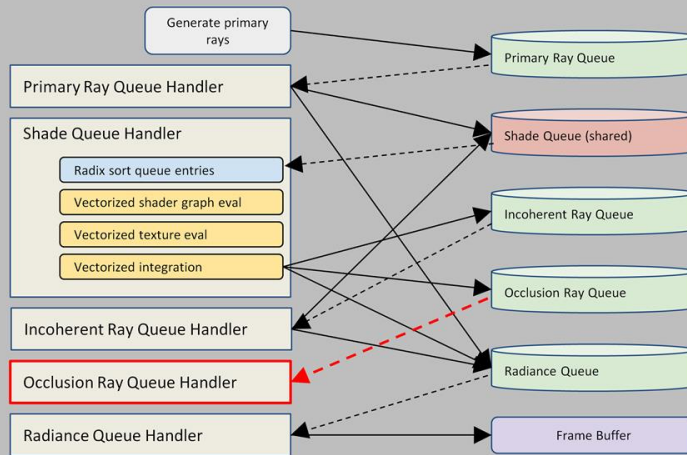 Generate primary
rays
Primary Ray Queue
Primary Ray Queue Handler
Shade Queue Handler
Shade Queue (shared)
Radix sort queue entries
Vectorized shader graph eval
Incoherent Ray Queue
Vectorized texture eval
Vectorized integration
Occlusion Ray Queue
Incoherent Ray Queue Handler
Radiance Queue
Occlusion Ray Queue Handler
Radiance Queue Handler
Frame Buffer